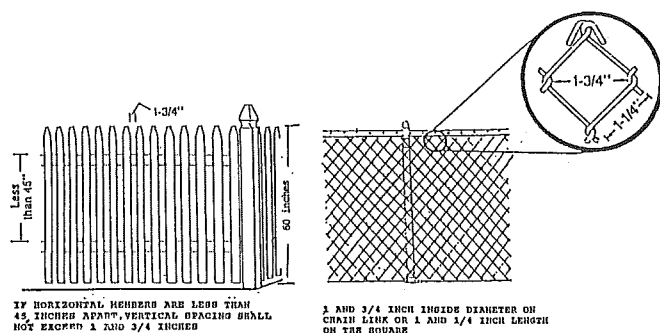 1-3/4"
Less
than 45"
60 inches
1-3/4"
1-1/4"
IF HORIZONTAL MEMBERS ARE LESS THAN
45 INCHES APART, VERTICAL SPACING SHALL
NOT EXCEED 1 AND 3/4 INCHES
1 AND 3/4 INCH INSIDE DIAMETER ON
CHAIN LINK OR 1 AND 1/4 INCH LENGTH
ON THE SQUARE